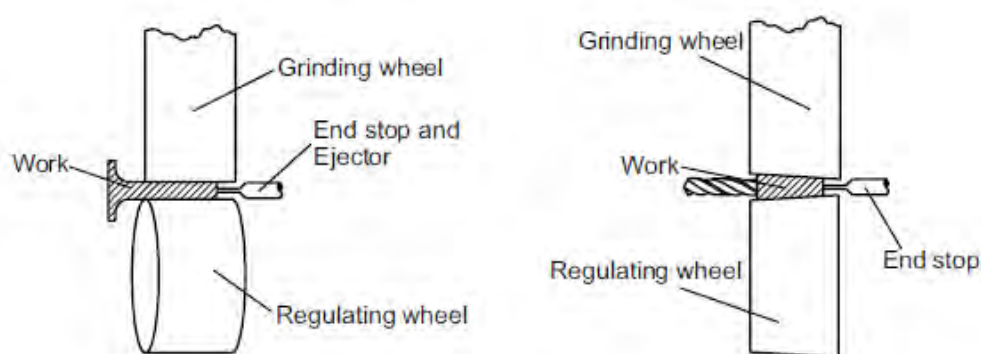 Grinding wheel
End stop and
Ejector
Work
Regulating wheel
Grinding wheel
Work
Regulating wheel
End stop